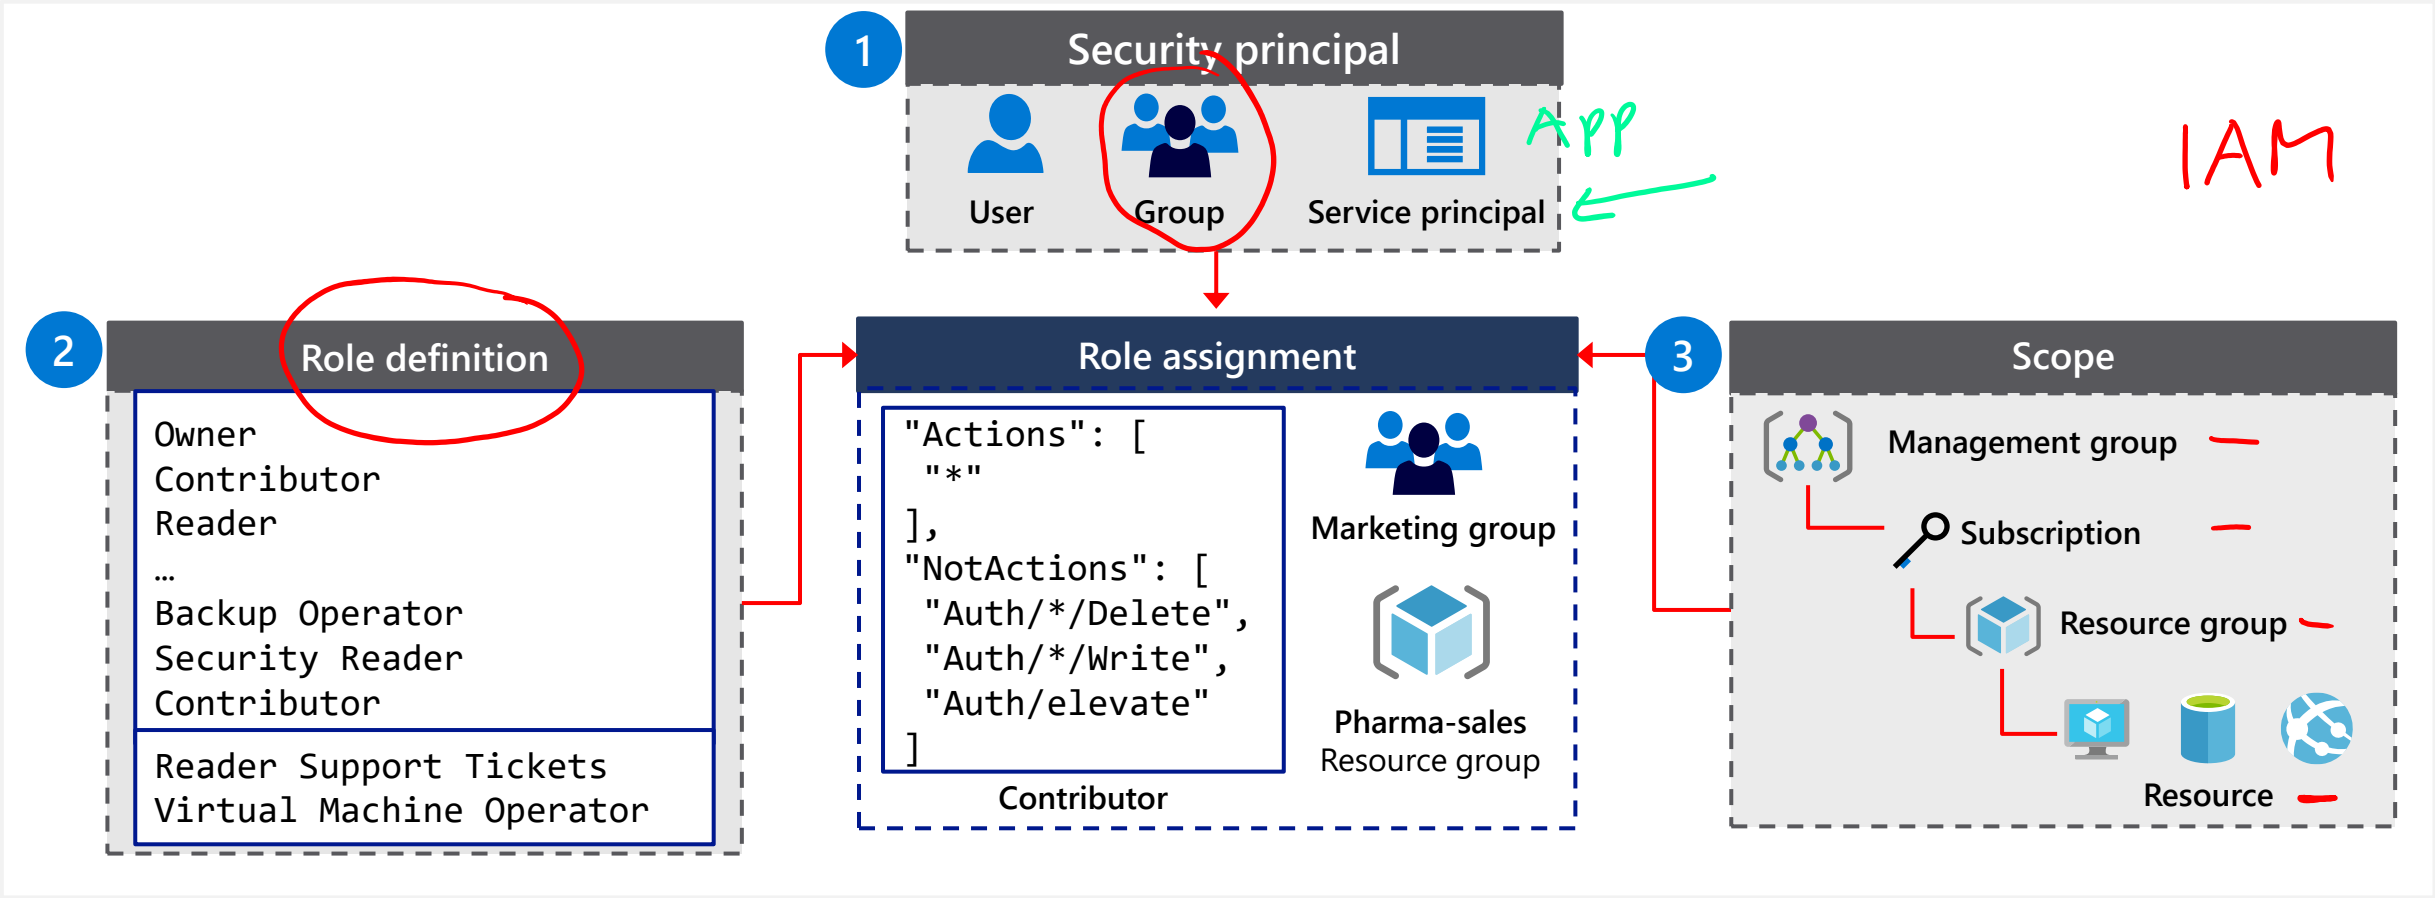 1
Security principal
User
Group
Service principal
App
IAM
2
Role definition
Owner
Contributor
Reader
…
Backup Operator
Security Reader
Contributor
Reader Support Tickets
Virtual Machine Operator
Role assignment
"Actions": [
"*"
],
"NotActions": [
"Auth/*/Delete",
"Auth/*/Write",
"Auth/elevate"
]
Contributor
Marketing group
Pharma-sales
Resource group
3
Scope
Management group
Subscription
Resource group
Resource